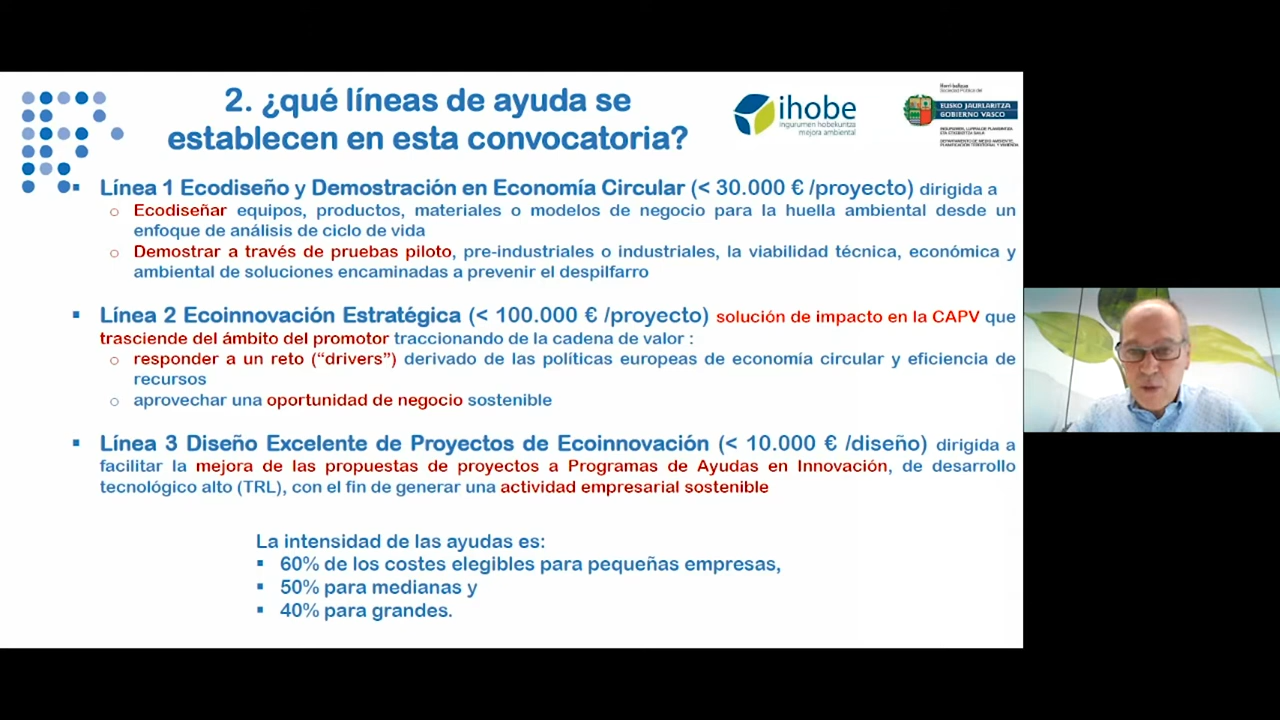 2. ¿qué líneas de ayuda se
establecen en esta convocatoria?
ihobe
ingurumen hobekuntza
mejora ambiental
EUSKO JAURLARITZA
GOBIERNO VASCO
▪ Línea 1 Ecodiseño y Demostración en Economía Circular (< 30.000 € /proyecto) dirigida a
o Ecodiseñar equipos, productos, materiales o modelos de negocio para la huella ambiental desde un
enfoque de análisis de ciclo de vida
o Demostrar a través de pruebas piloto, pre-industriales o industriales, la viabilidad técnica, económica y
ambiental de soluciones encaminadas a prevenir el despilfarro
▪ Línea 2 Ecoinnovación Estratégica (< 100.000 € /proyecto) solución de impacto en la CAPV que
trasciende del ámbito del promotor traccionando de la cadena de valor :
o responder a un reto (“drivers”) derivado de las políticas europeas de economía circular y eficiencia de
recursos
o aprovechar una oportunidad de negocio sostenible
▪ Línea 3 Diseño Excelente de Proyectos de Ecoinnovación (< 10.000 € /diseño) dirigida a
facilitar la mejora de las propuestas de proyectos a Programas de Ayudas en Innovación, de desarrollo
tecnológico alto (TRL), con el fin de generar una actividad empresarial sostenible
La intensidad de las ayudas es:
▪ 60% de los costes elegibles para pequeñas empresas,
▪ 50% para medianas y
▪ 40% para grandes.